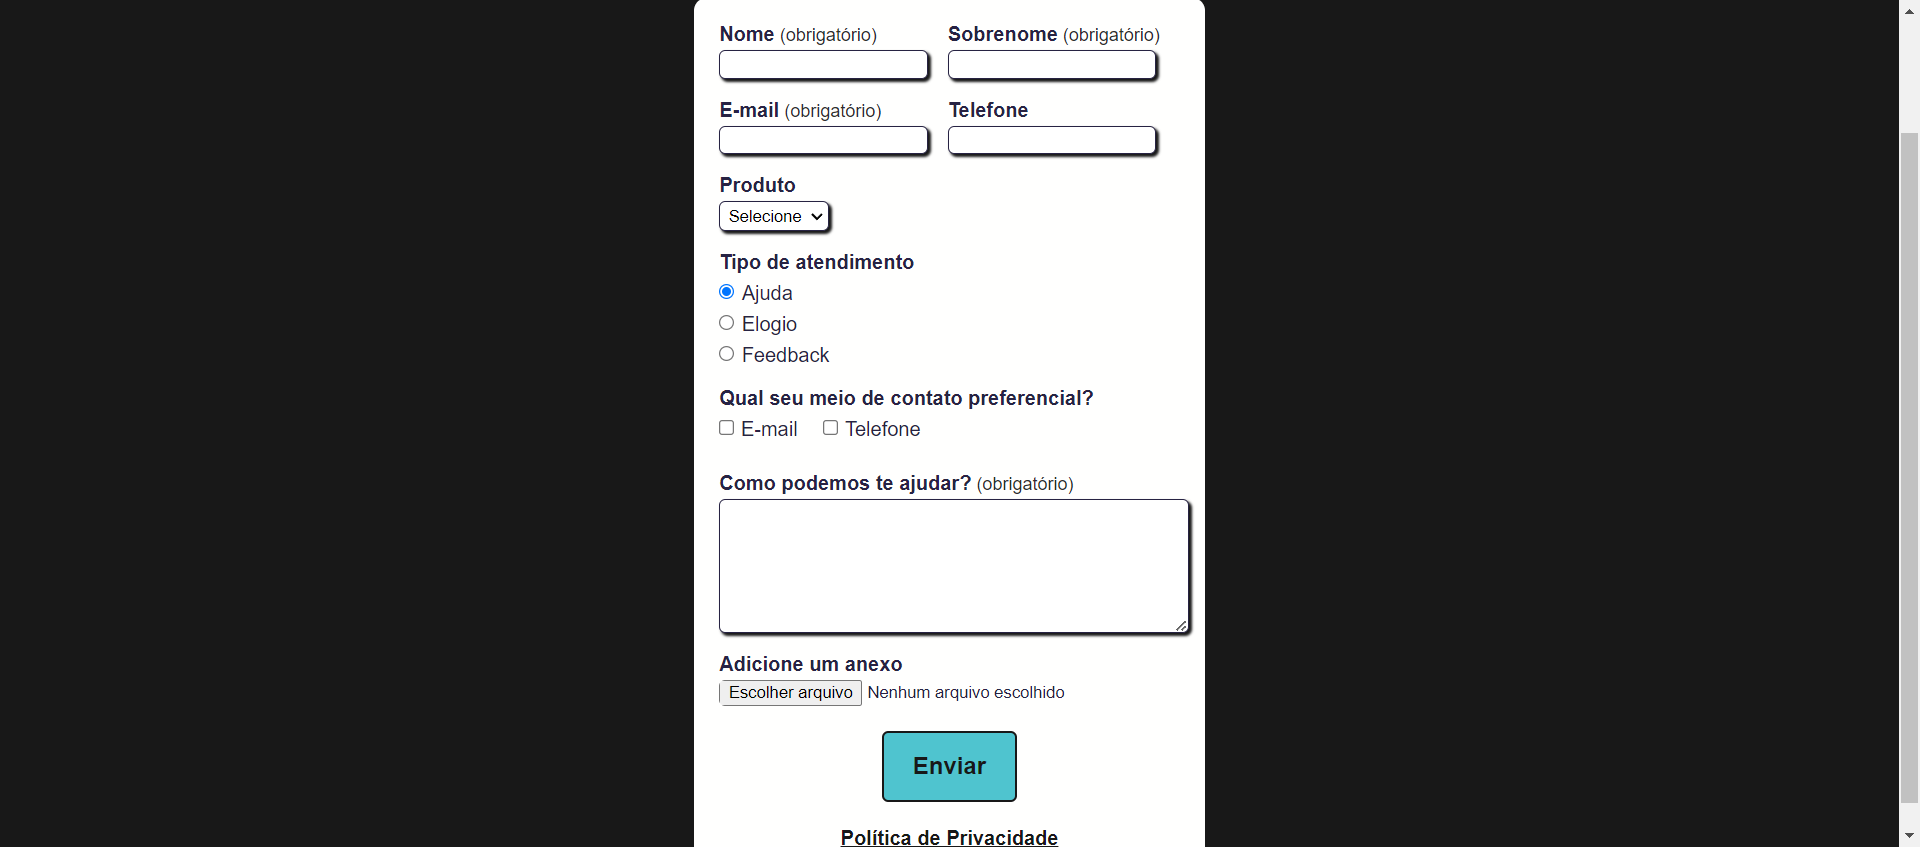 Nome (obrigatório) Sobrenome (obrigatório)
E-mail (obrigatório) Telefone
Produto
Selecione
Tipo de atendimento
Ajuda
Elogio
Feedback
Qual seu meio de contato preferencial?
E-mail Telefone
Como podemos te ajudar? (obrigatório)
Adicione um anexo
Escolher arquivo Nenhum arquivo escolhido
Enviar
Política de Privacidade